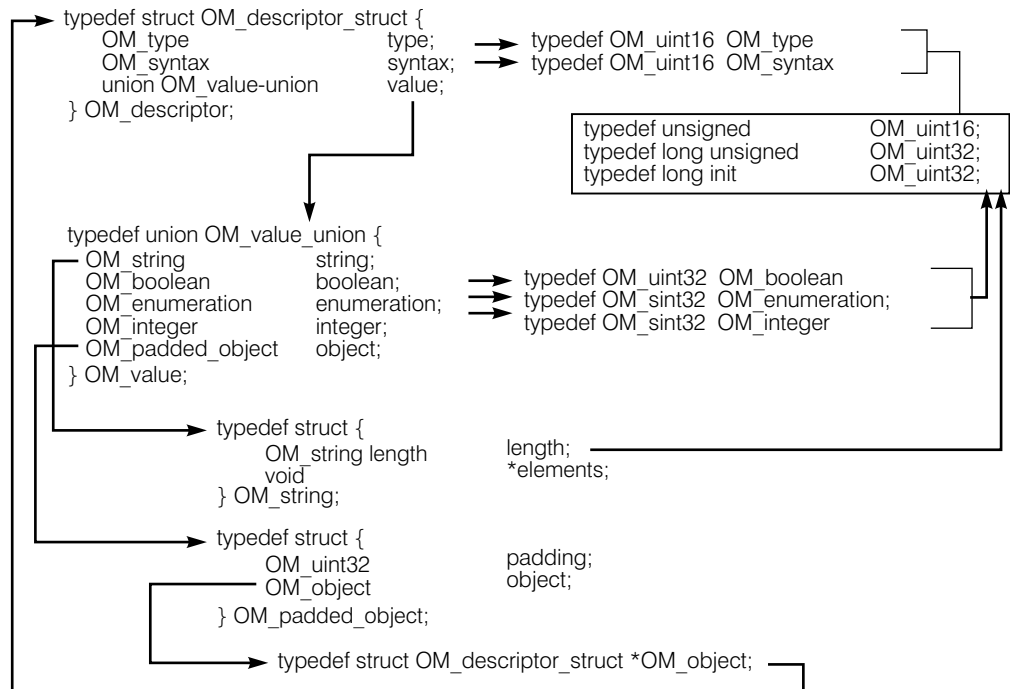 typedef struct OM_descriptor_struct {
OM_type type; typedef OM_uint16 OM_type
OM_syntax syntax; typedef OM_uint16 OM_syntax
union OM_value-union value;
} OM_descriptor;
typedef unsigned OM_uint16;
typedef long unsigned OM_uint32;
typedef long init OM_uint32;
typedef union OM_value_union {
OM_string string;
OM_boolean boolean; typedef OM_uint32 OM_boolean
OM_enumeration enumeration; typedef OM_sint32 OM_enumeration;
OM_integer integer; typedef OM_sint32 OM_integer
OM_padded_object object;
} OM_value;
typedef struct {
OM_string length length;
void *elements;
} OM_string;
typedef struct {
OM_uint32 padding;
OM_object object;
} OM_padded_object;
typedef struct OM_descriptor_struct *OM_object;